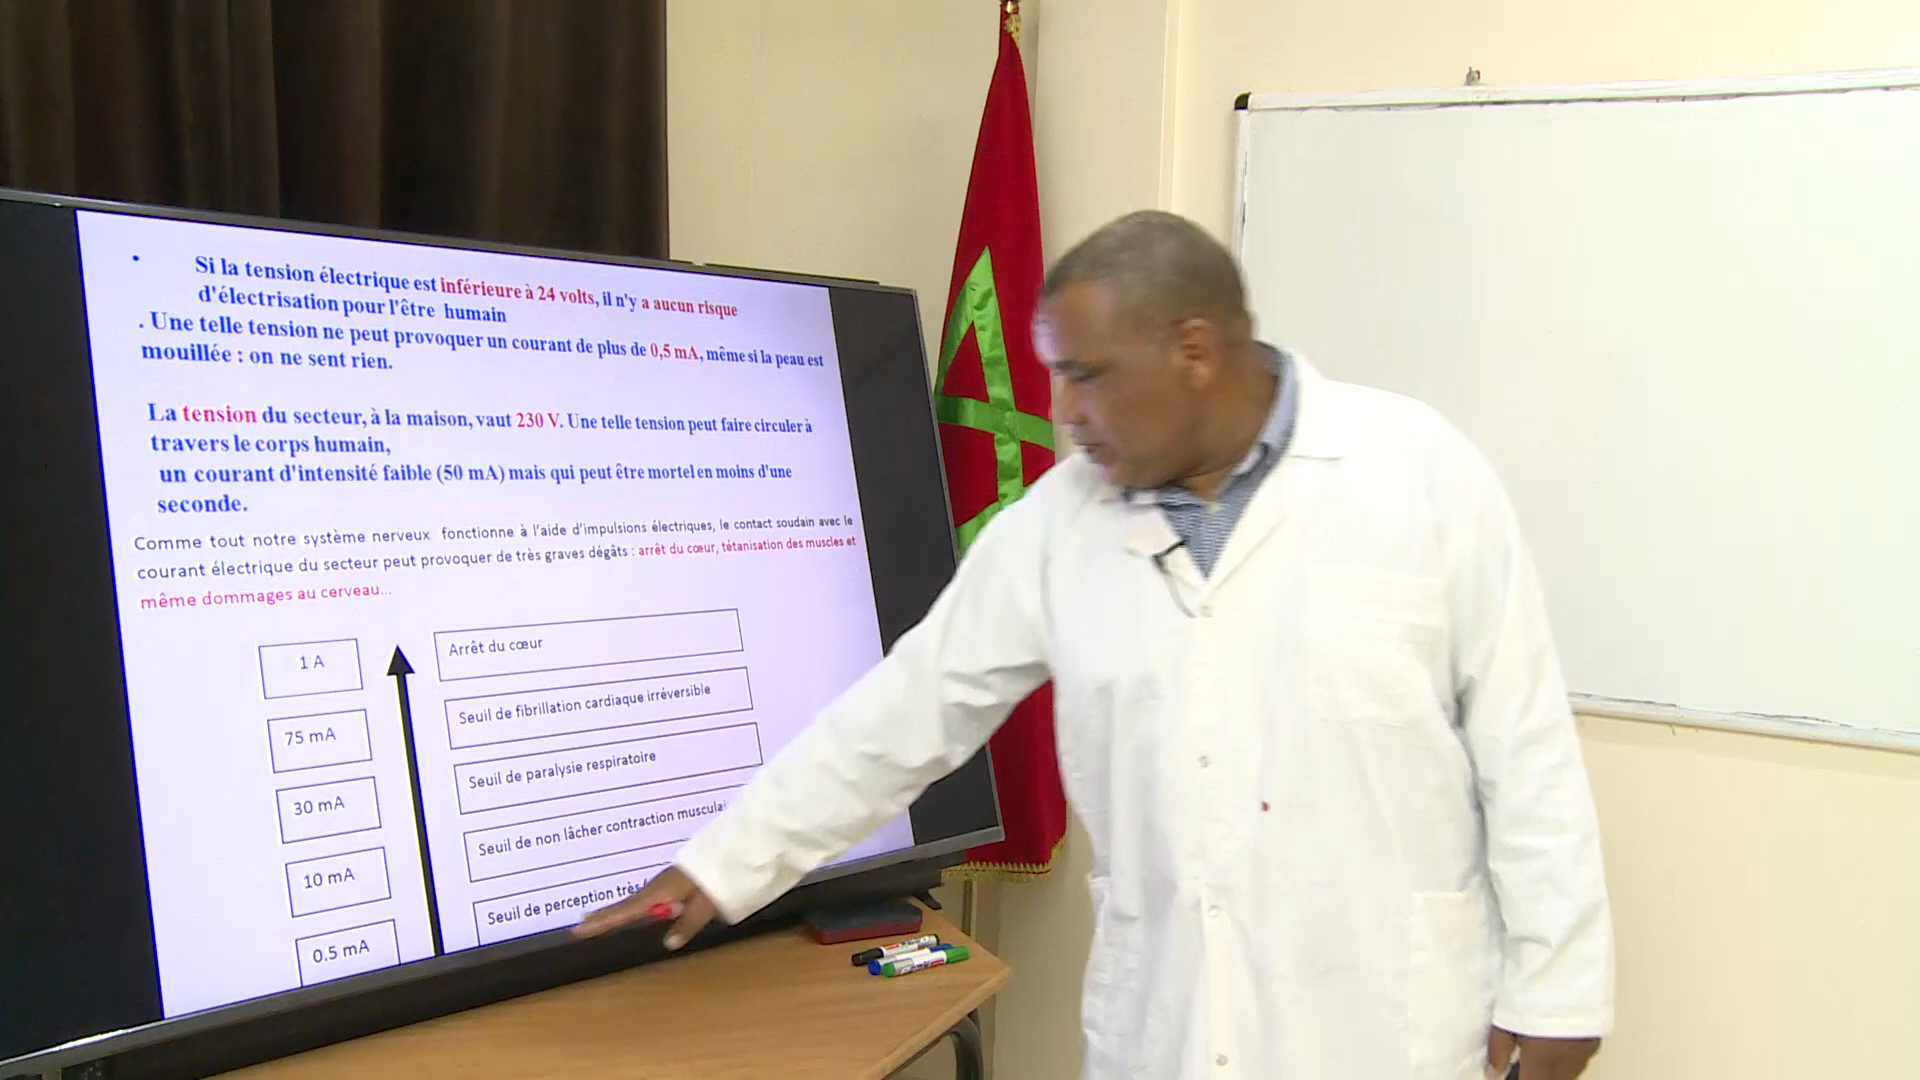 • Si la tension électrique est inférieure à 24 volts, il n'y a aucun risque
d'électrisation pour l'être humain
. Une telle tension ne peut provoquer un courant de plus de 0,5 mA, même si la peau est
mouillée : on ne sent rien.
La tension du secteur, à la maison, vaut 230 V. Une telle tension peut faire circuler à
travers le corps humain,
un courant d'intensité faible (50 mA) mais qui peut être mortel en moins d'une
seconde.
Comme tout notre système nerveux fonctionne à l'aide d'impulsions électriques, le contact soudain avec le
courant électrique du secteur peut provoquer de très graves dégâts : arrêt du cœur, tétanisation des muscles et
même dommages au cerveau...
1 A
Arrêt du cœur
75 mA
Seuil de fibrillation cardiaque irréversible
30 mA
Seuil de paralysie respiratoire
10 mA
Seuil de non lâcher contraction
0.5 mA
Seuil de perception très